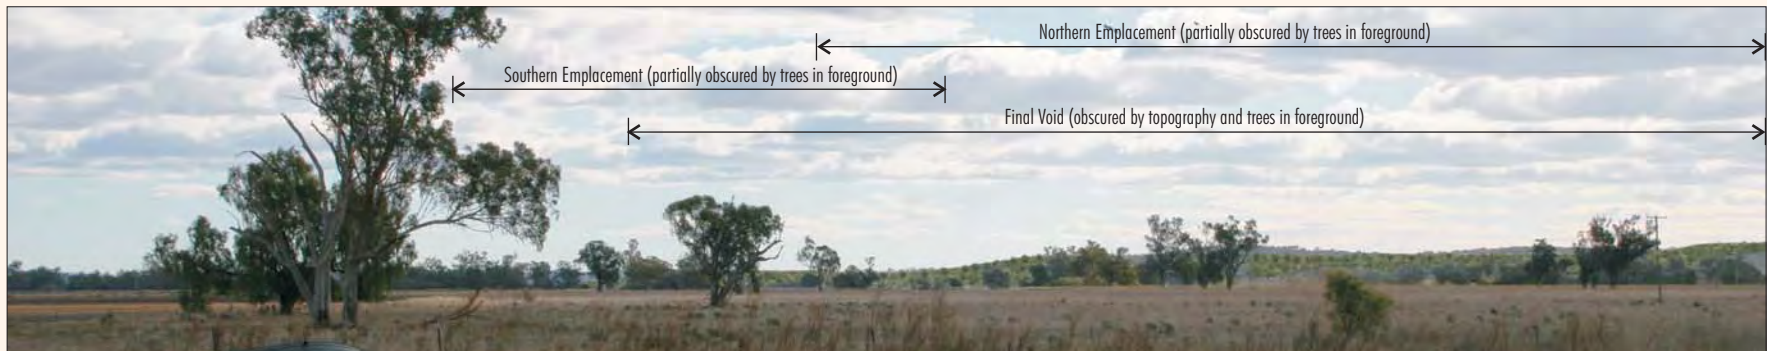 Northern Emplacement (partially obscured by trees in foreground)
Southern Emplacement (partially obscured by trees in foreground)
Final Void (obscured by topography and trees in foreground)